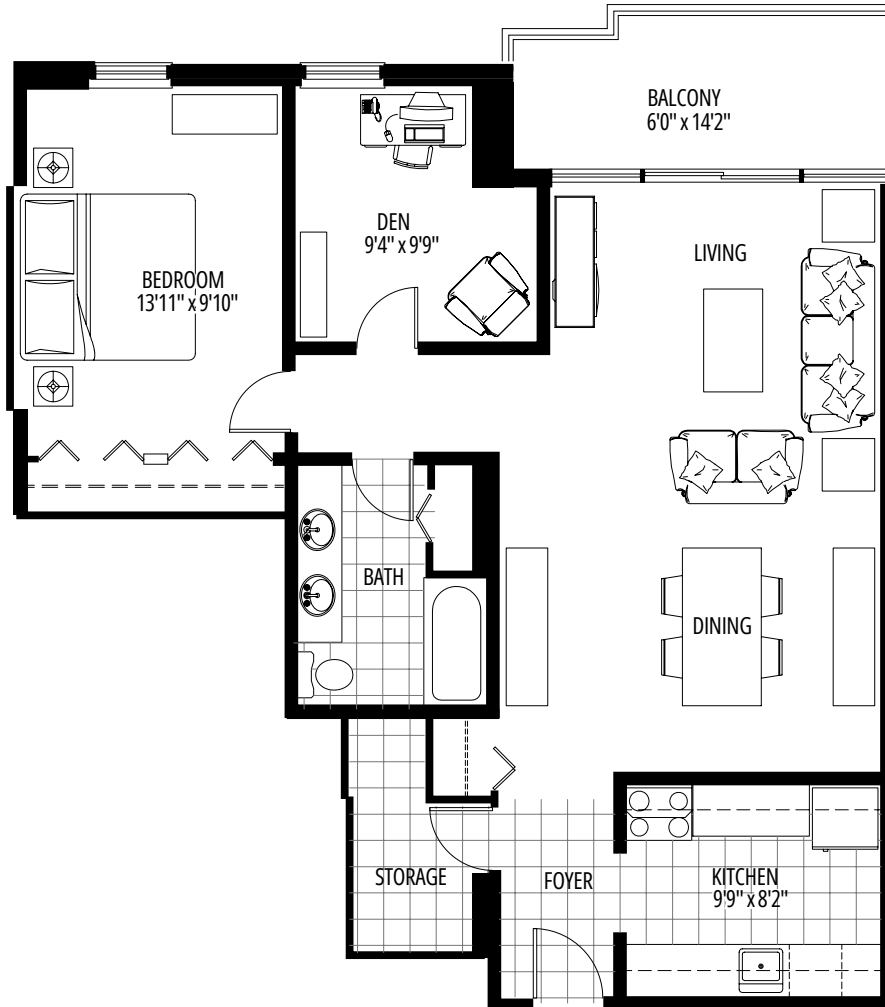 BALCONY
6'0" x 14'2"
DEN
9'4" x 9'9"
LIVING
BEDROOM
13'11" x 9'10"
BATH
DINING
STORAGE
FOYER
KITCHEN
9'9" x 8'2"